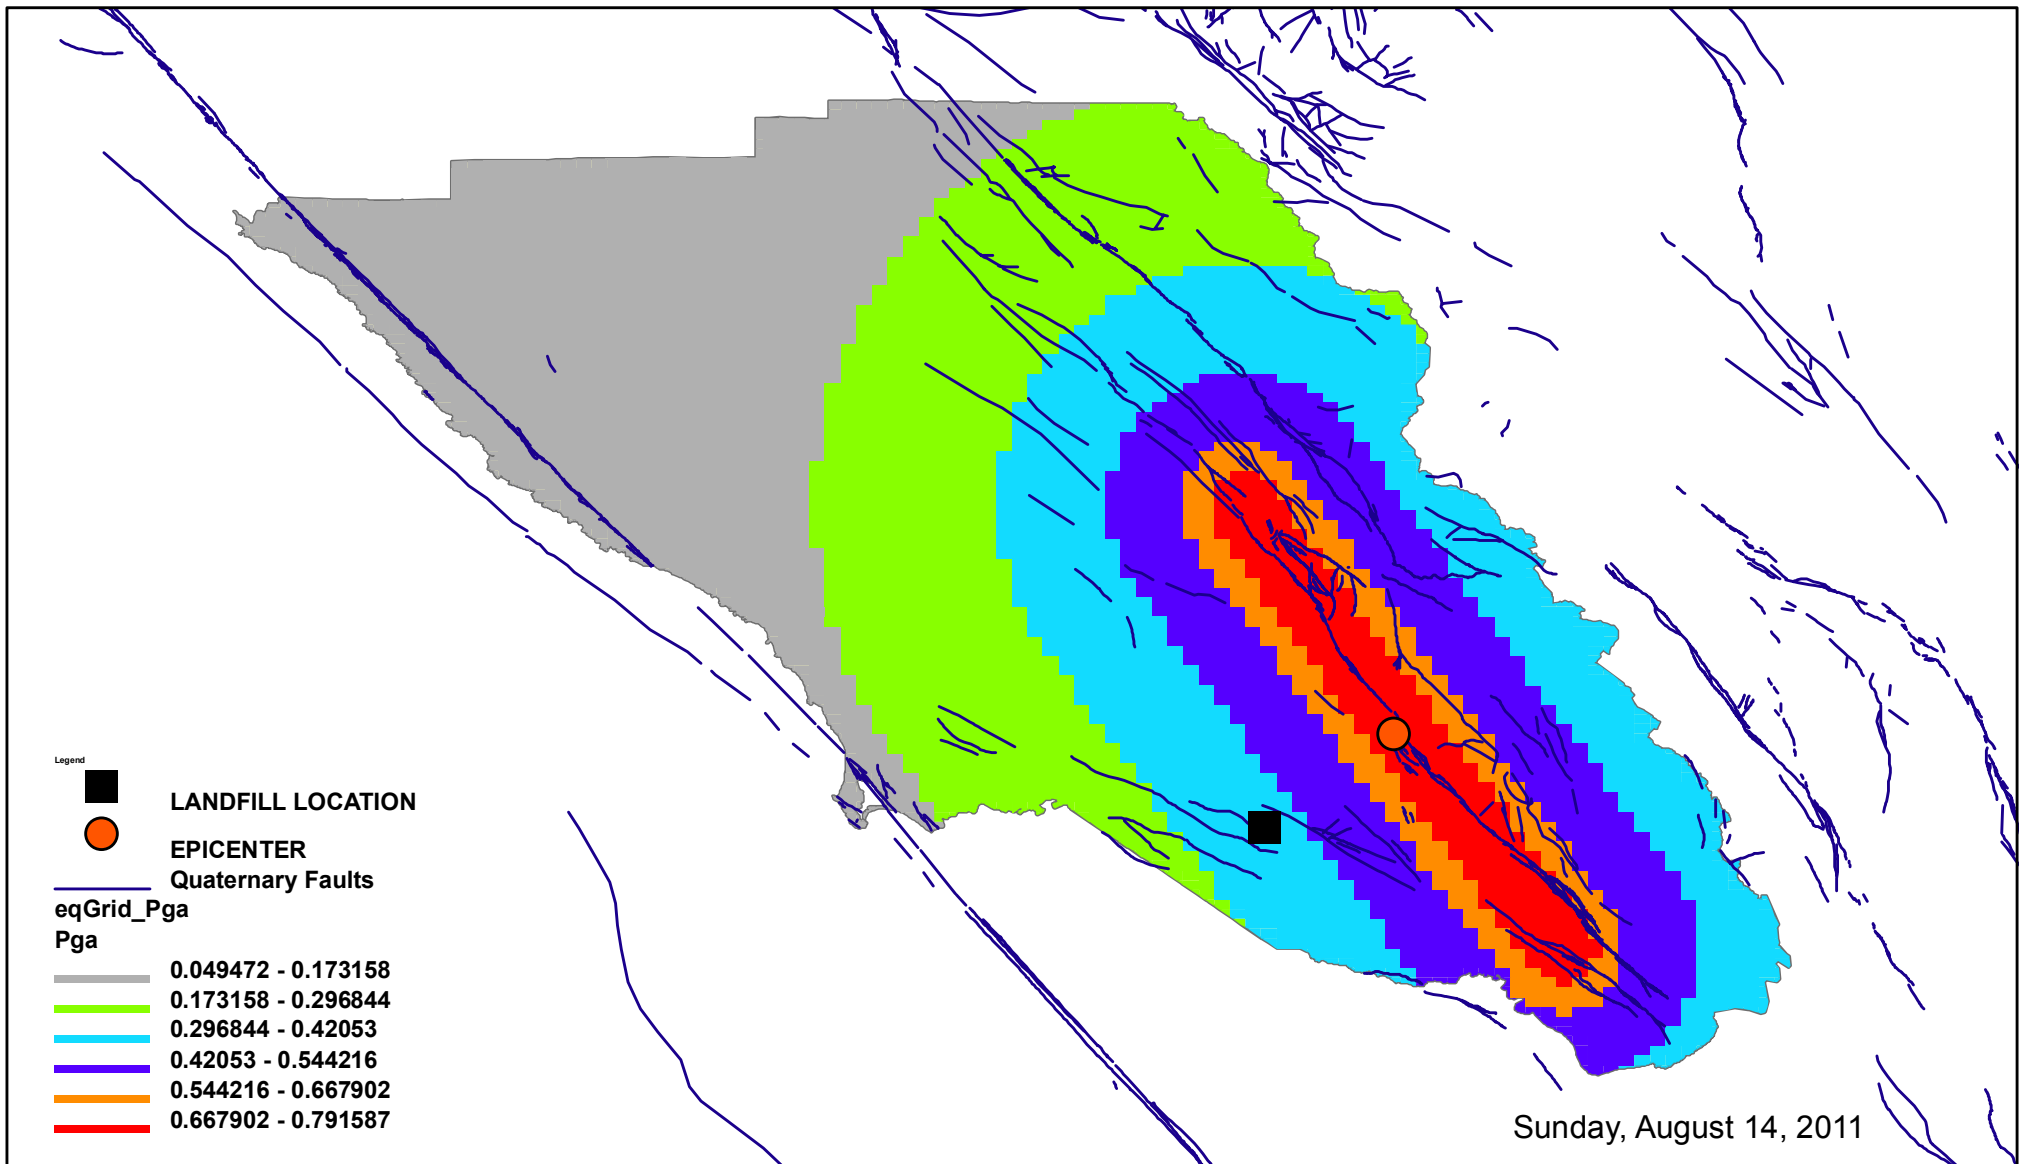 Legend
LANDFILL LOCATION
EPICENTER
Quaternary Faults
eqGrid_Pga
Pga
0.049472 - 0.173158
0.173158 - 0.296844
0.296844 - 0.42053
0.42053 - 0.544216
0.544216 - 0.667902
0.667902 - 0.791587
Sunday, August 14, 2011